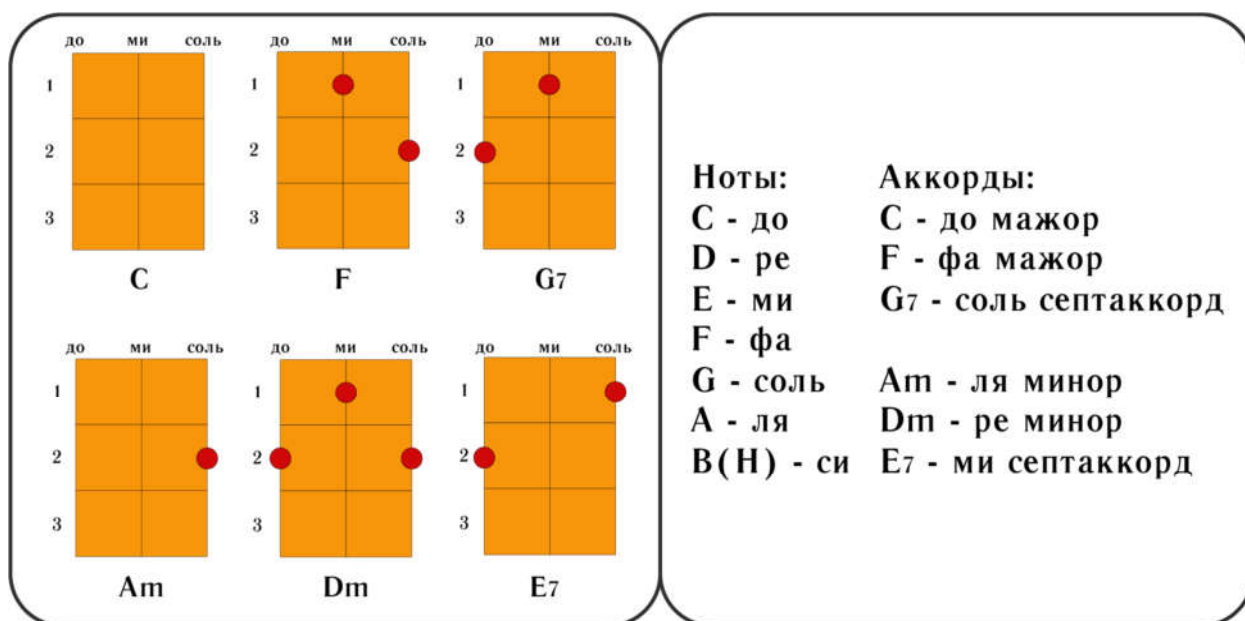 до ми соль до ми соль до ми соль
1 1 1
2 2 2
3 3 3
C F G7
до ми соль до ми соль до ми соль
1 1 1
2 2 2
3 3 3
Am Dm E7
Ноты: Аккорды:
C - до C - до мажор
D - ре F - фа мажор
E - ми G7 - соль септаккорд
F - фа
G - соль Am - ля минор
A - ля Dm - ре минор
B(H) - си E7 - ми септаккорд